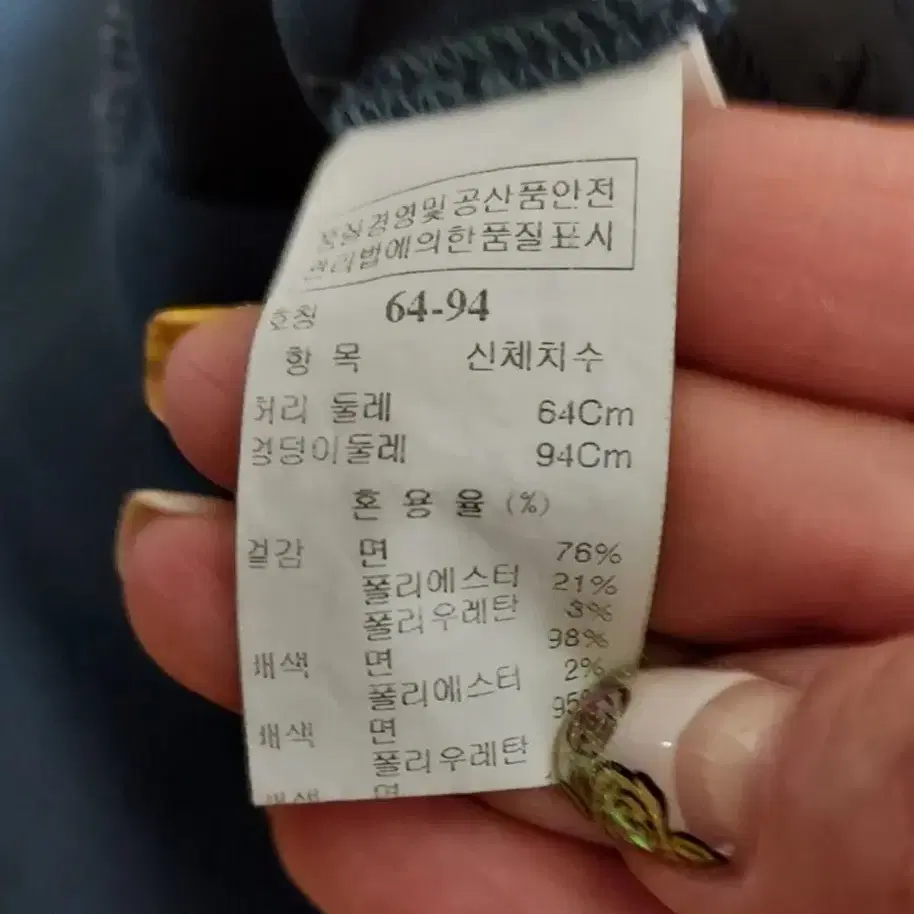 품질경영및공산품안전
관리법에의한품질표시
호칭 64-94
항 목 신체치수
허리 둘레 64Cm
엉덩이둘레 94Cm
혼 용 율 (%)
겉감 면 76%
폴리에스터 21%
폴리우레탄 3%
배색 면 98%
폴리에스터 2%
배색 면
폴리우레탄
배색 면